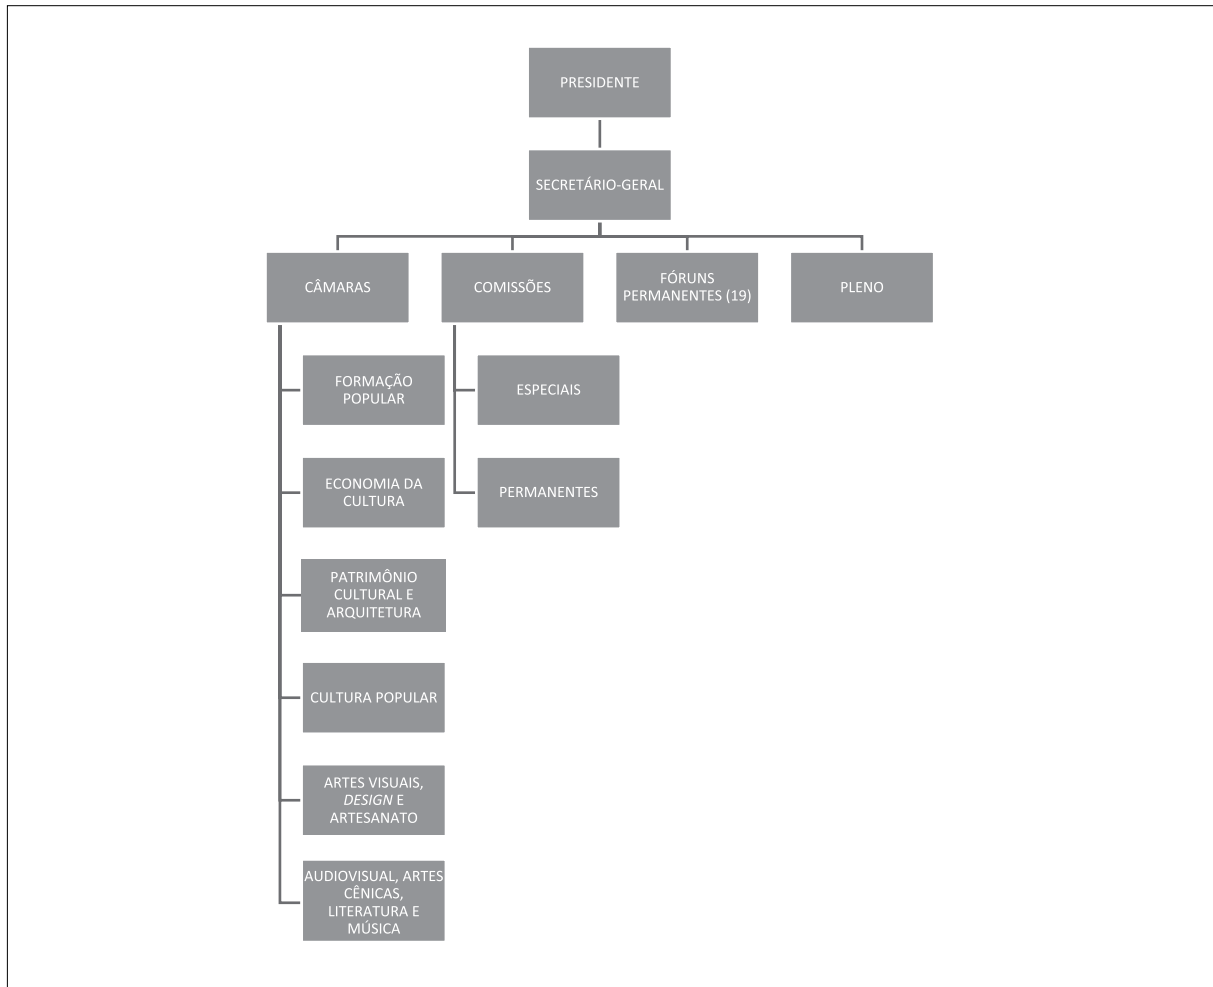 PRESIDENTE
SECRETÁRIO-GERAL
CÂMARAS
COMISSÕES
FÓRUNS
PERMANENTES (19)
PLENO
FORMAÇÃO
POPULAR
ESPECIAIS
ECONOMIA DA
CULTURA
PERMANENTES
PATRIMÔNIO
CULTURAL E
ARQUITETURA
CULTURA POPULAR
ARTES VISUAIS,
DESIGN E
ARTESANATO
AUDIOVISUAL, ARTES
CÊNICAS,
LITERATURA E
MÚSICA